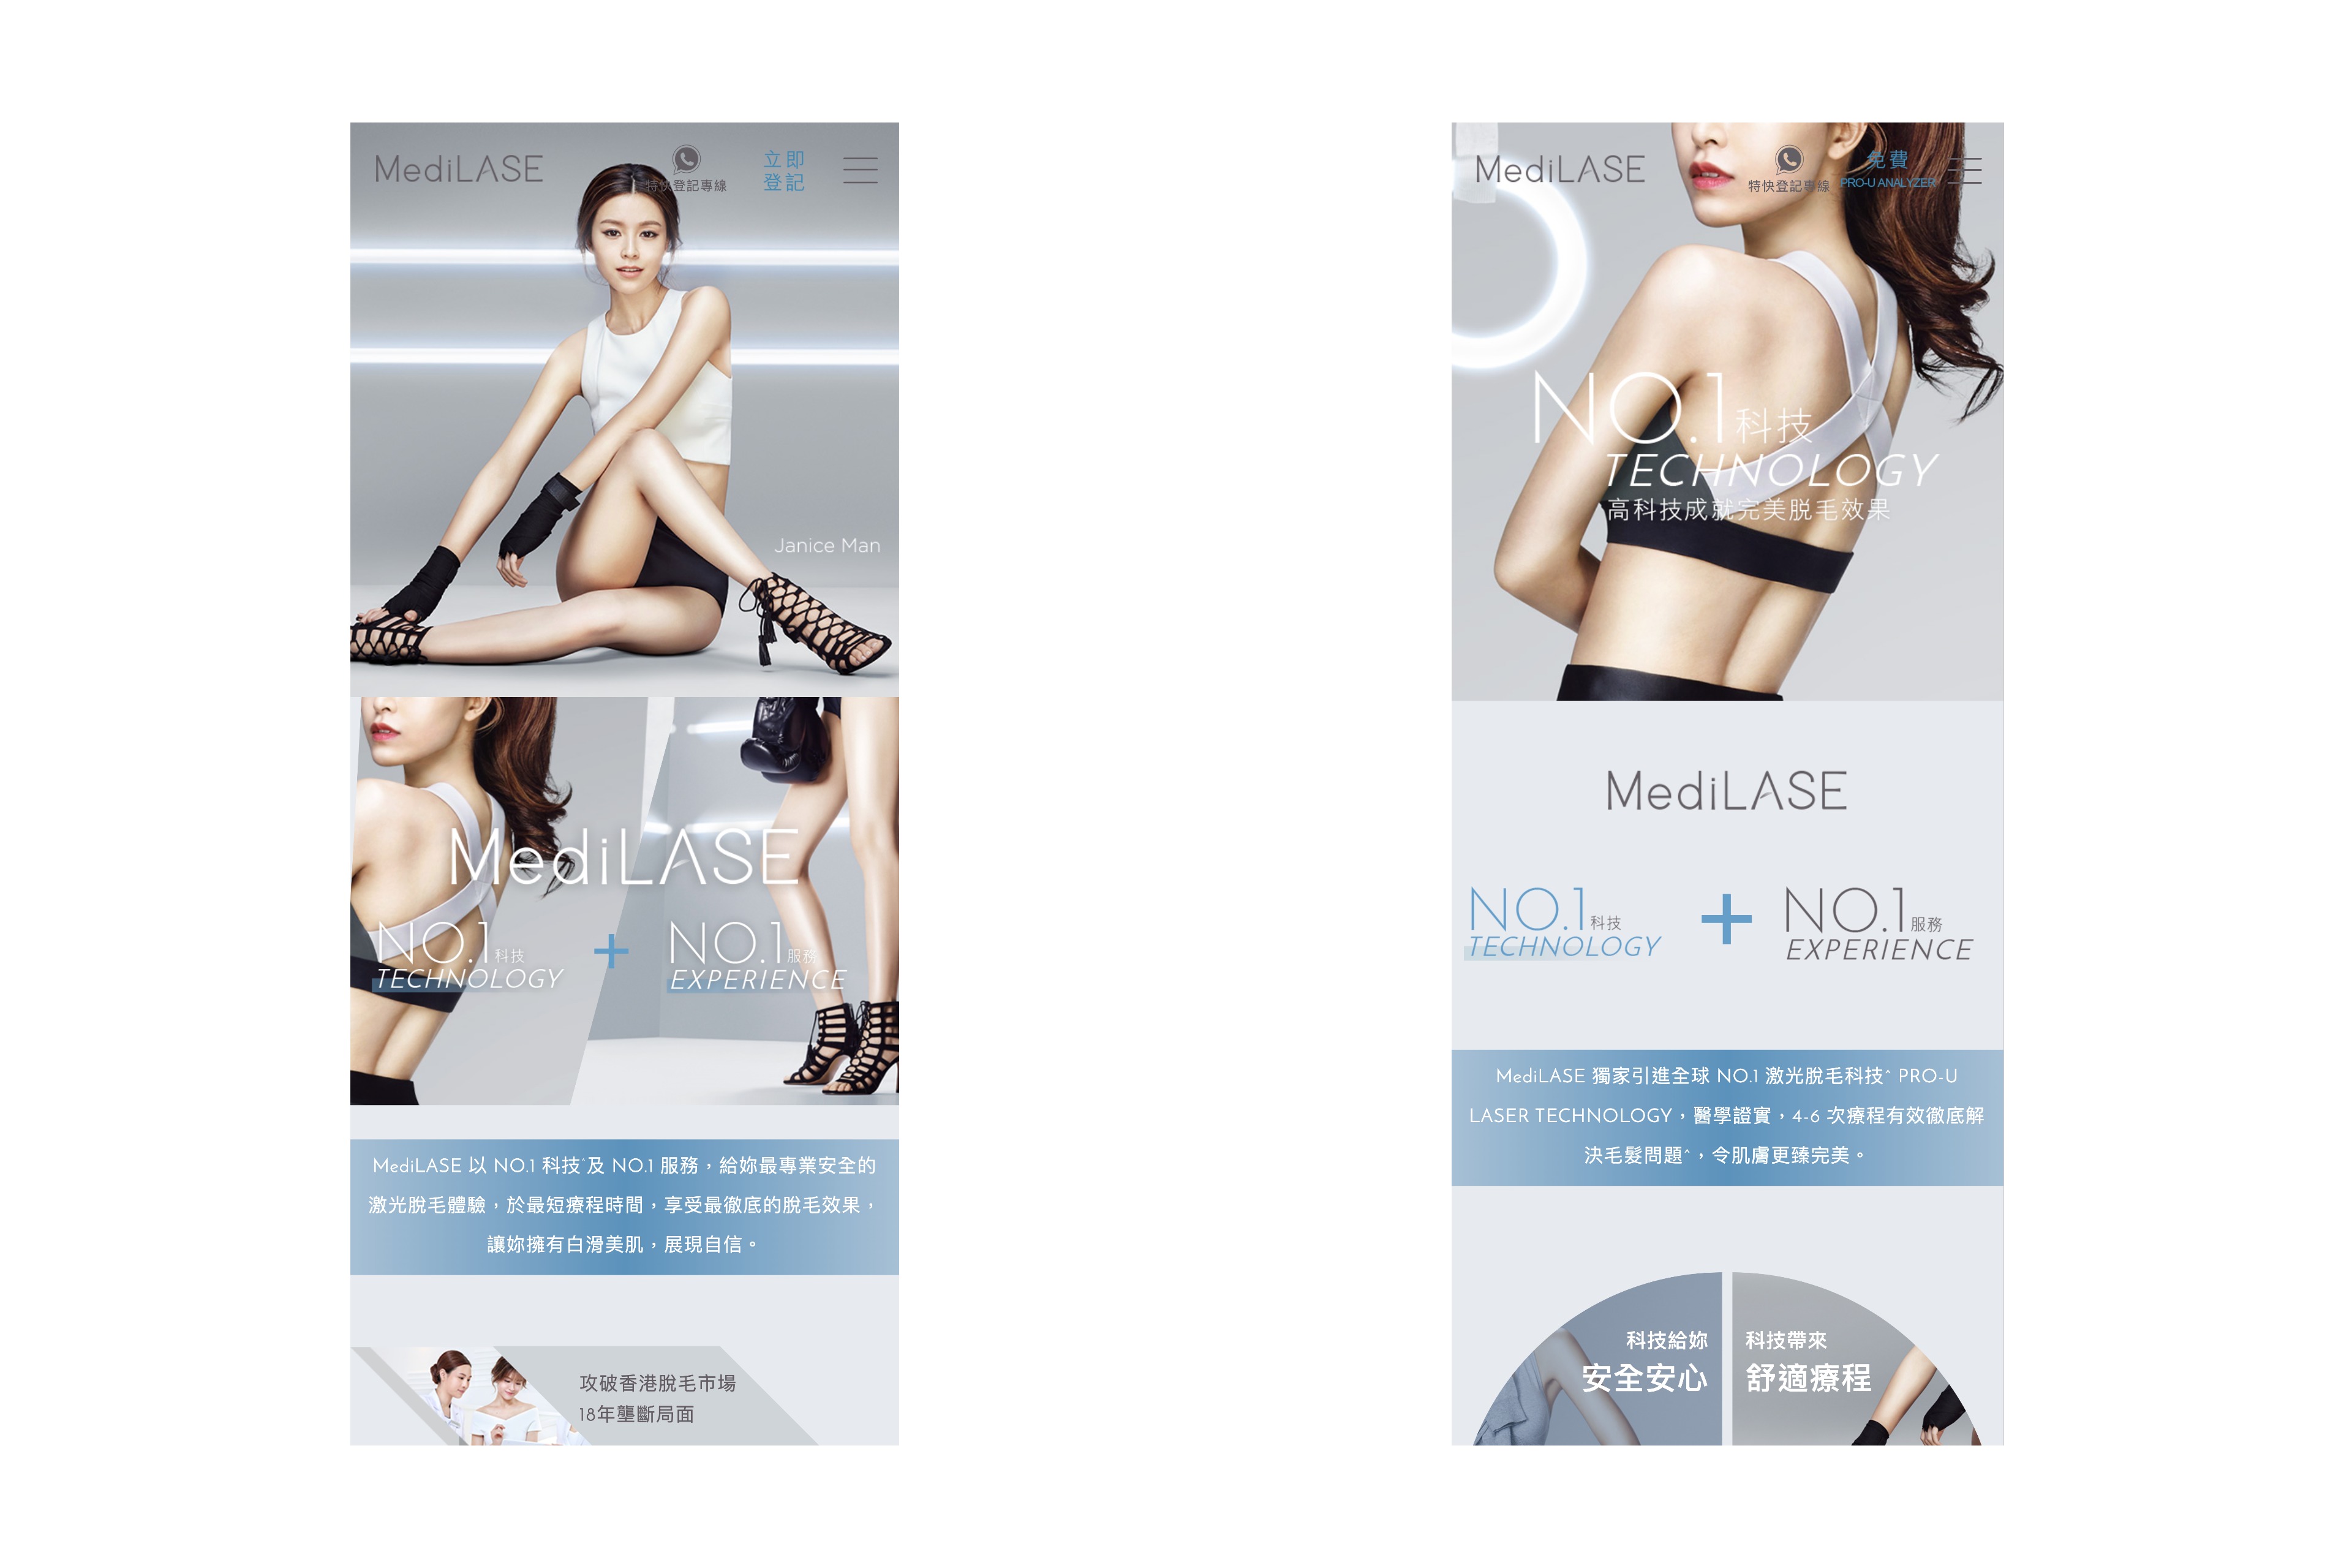 MediLASE
特快登記專線
立即
登記
Janice Man
MediLASE
NO.1 科技
TECHNOLOGY
+
NO.1 服務
EXPERIENCE
MediLASE 以 NO.1 科技^及 NO.1 服務，給妳最專業安全的
激光脫毛體驗，於最短療程時間，享受最徹底的脫毛效果，
讓妳擁有白滑美肌，展現自信。
攻破香港脫毛市場
18年壟斷局面
MediLASE
特快登記專線
免費
PRO-U ANALYZER
NO.1 科技
TECHNOLOGY
高科技成就完美脫毛效果
MediLASE
NO.1 科技
TECHNOLOGY
+
NO.1 服務
EXPERIENCE
MediLASE 獨家引進全球 NO.1 激光脫毛科技^ PRO-U
LASER TECHNOLOGY，醫學證實，4-6 次療程有效徹底解
決毛髮問題^，令肌膚更臻完美。
科技給妳
安全安心
科技帶來
舒適療程